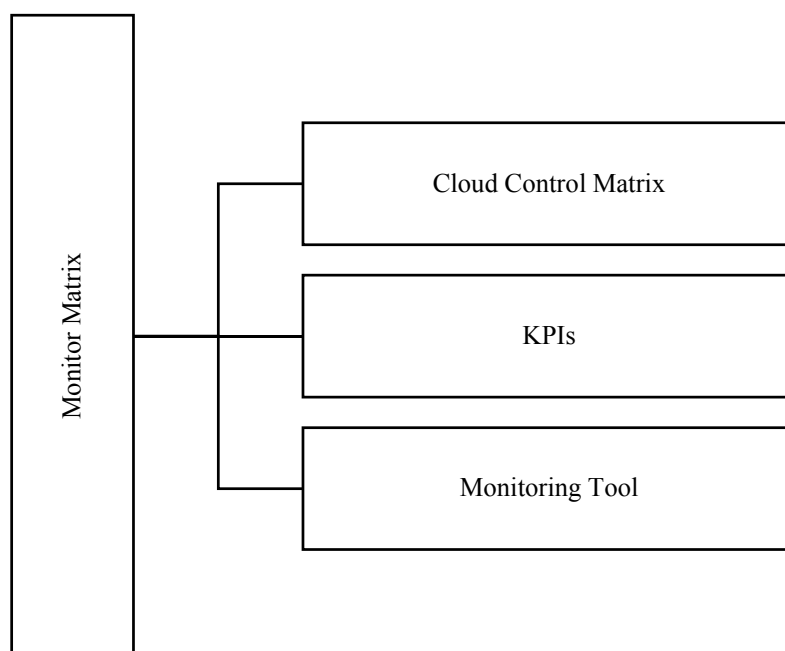 Monitor Matrix
Cloud Control Matrix
KPIs
Monitoring Tool